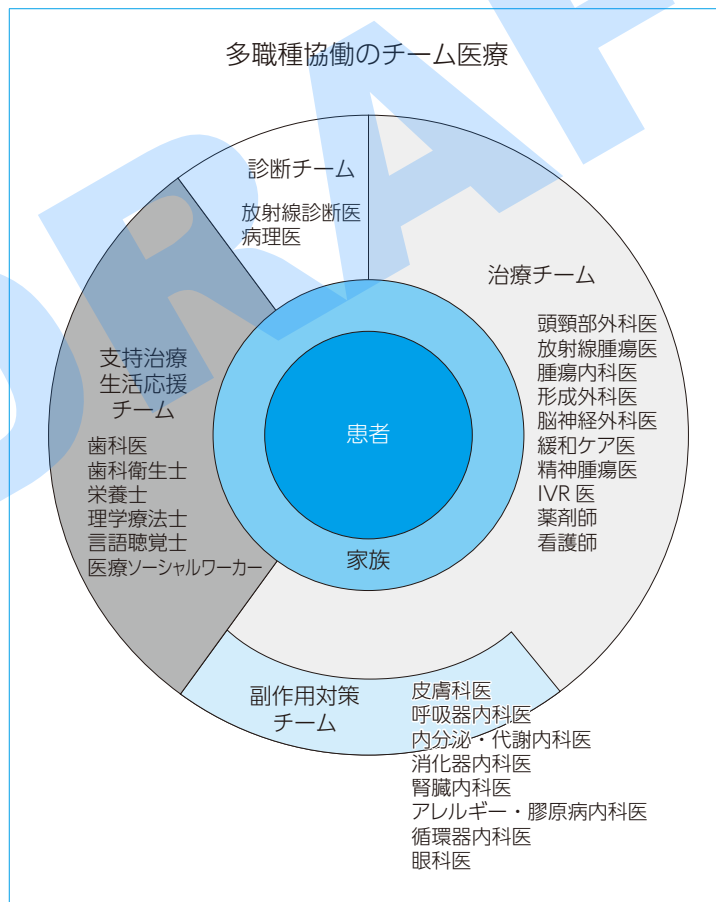 多職種協働のチーム医療
診断チーム
放射線診断医
病理医
治療チーム
頭頸部外科医
放射線腫瘍医
腫瘍内科医
形成外科医
脳神経外科医
緩和ケア医
精神腫瘍医
IVR 医
薬剤師
看護師
支持治療
生活応援
チーム
歯科医
歯科衛生士
栄養士
理学療法士
言語聴覚士
医療ソーシャルワーカー
患者
家族
副作用対策
チーム
皮膚科医
呼吸器内科医
内分泌・代謝内科医
消化器内科医
腎臓内科医
アレルギー・膠原病内科医
循環器内科医
眼科医
DRAF